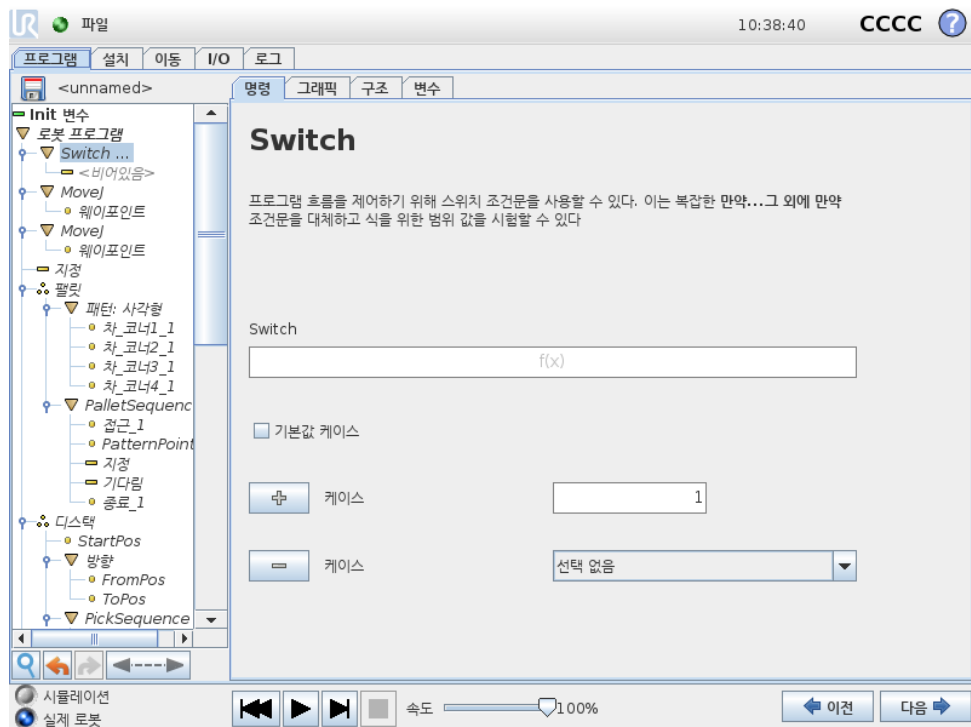 UR 파일 10:38:40 CCCC ?
프로그램 설치 이동 I/O 로그
<unnamed>
명령 그래픽 구조 변수
Init 변수
로봇 프로그램
Switch ...
<비어있음>
MoveJ
웨이포인트
MoveJ
웨이포인트
지정
팔릿
패턴: 사각형
차_코너1_1
차_코너2_1
차_코너3_1
차_코너4_1
PalletSequenc
접근_1
PatternPoint
지정
기다림
종료_1
디스택
StartPos
방향
FromPos
ToPos
PickSequence
Switch
프로그램 흐름을 제어하기 위해 스위치 조건문을 사용할 수 있다. 이는 복잡한 만약...그 외에 만약
조건문을 대체하고 식을 위한 범위 값을 시험할 수 있다
Switch
f(x)
기본값 케이스
케이스 1
케이스 선택 없음
시뮬레이션
실제 로봇
속도 100%
이전 다음